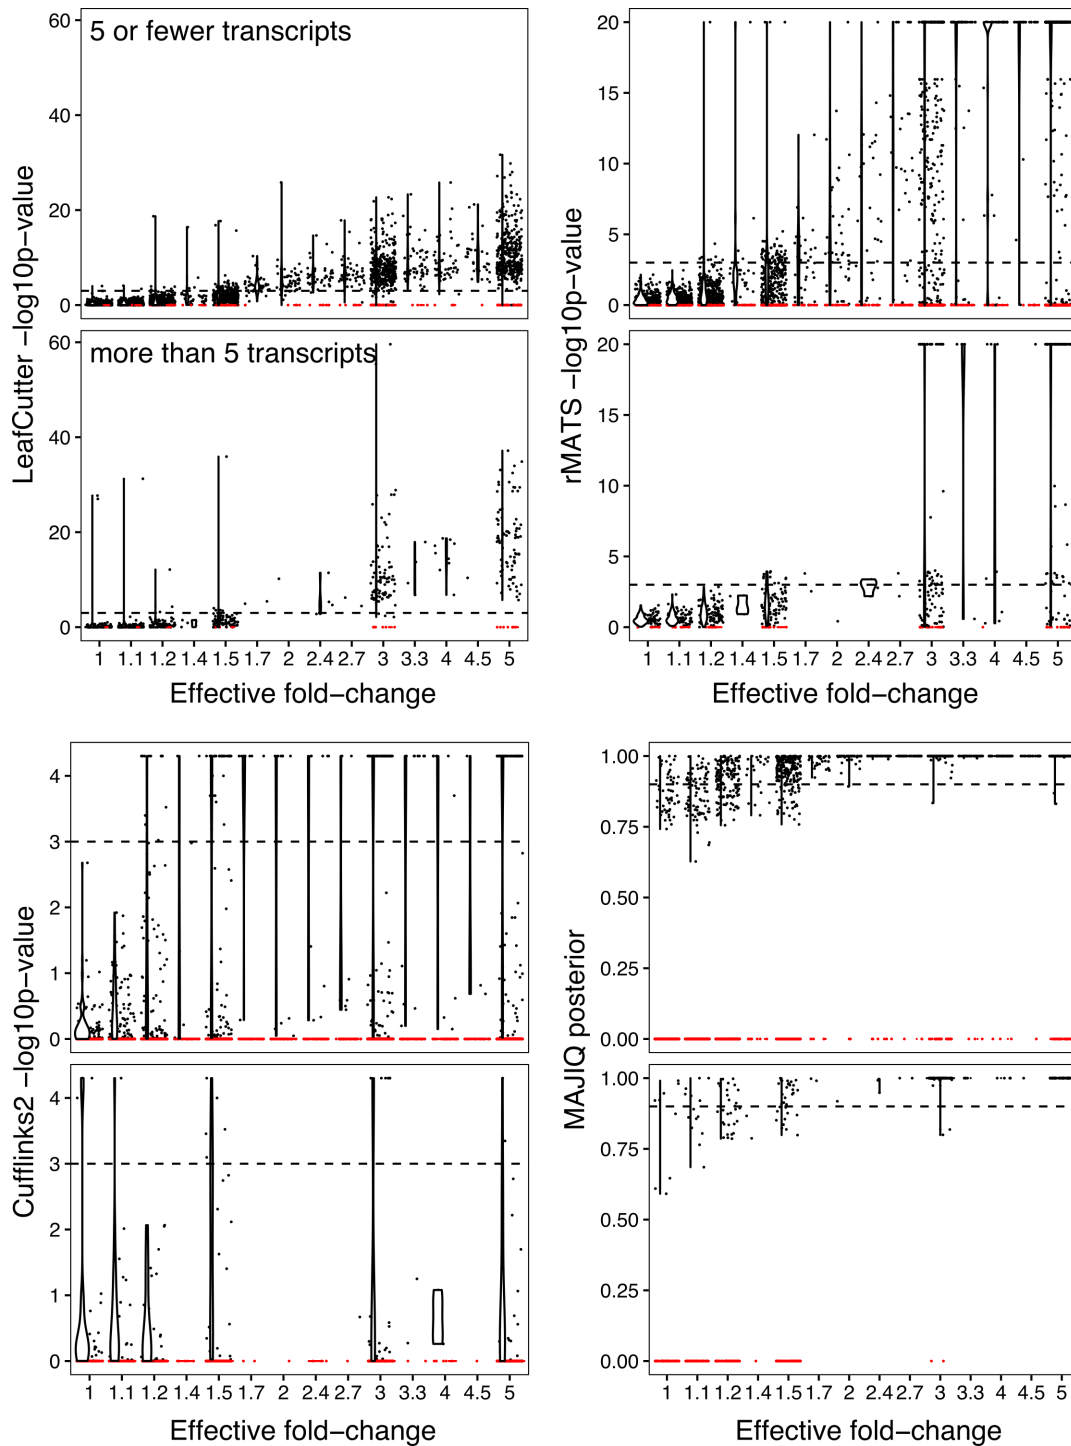 5 or fewer transcripts
60
40
20
0
more than 5 transcripts
60
40
20
0
LeafCutter −log10p−value
1 1.1 1.2 1.4 1.5 1.7 2 2.4 2.7 3 3.3 4 4.5 5
Effective fold−change
20
15
10
5
0
20
15
10
5
0
rMATS −log10p−value
1 1.1 1.2 1.4 1.5 1.7 2 2.4 2.7 3 3.3 4 4.5 5
Effective fold−change
4
3
2
1
0
4
3
2
1
0
Cufflinks2 −log10p−value
1 1.1 1.2 1.4 1.5 1.7 2 2.4 2.7 3 3.3 4 4.5 5
Effective fold−change
1.00
0.75
0.50
0.25
0.00
1.00
0.75
0.50
0.25
0.00
MAJIQ posterior
1 1.1 1.2 1.4 1.5 1.7 2 2.4 2.7 3 3.3 4 4.5 5
Effective fold−change